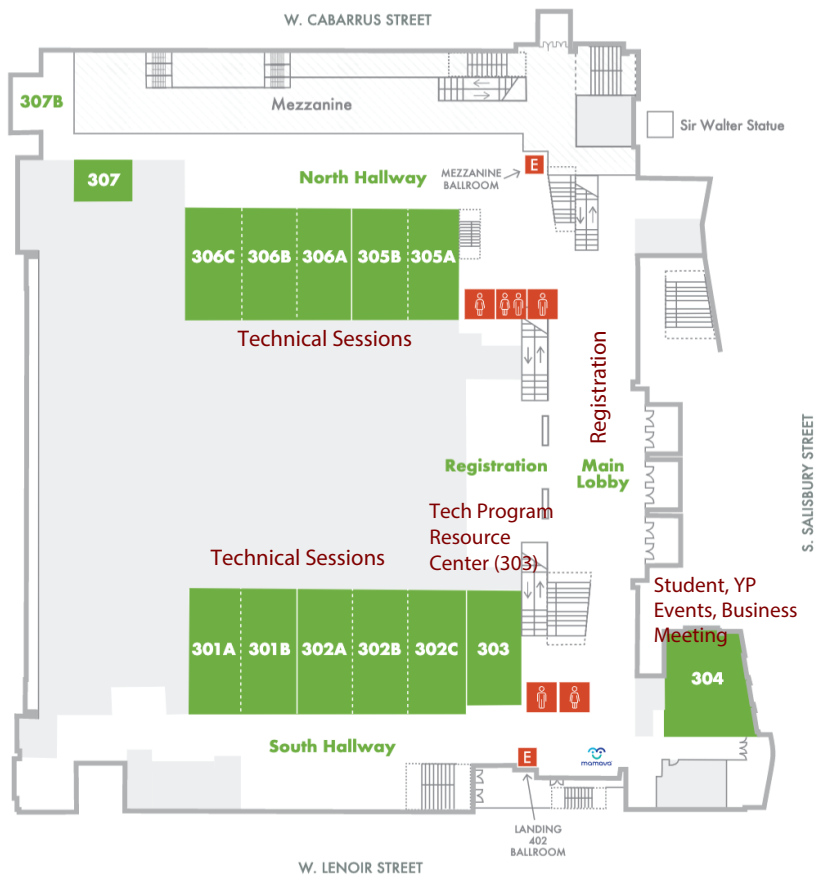 W. CABARRUS STREET
307B
Mezzanine
Sir Walter Statue
307
North Hallway
MEZZANINE
BALLROOM
E
306C
306B
306A
305B
305A
Technical Sessions
Registration
Registration
Main
Lobby
S. SALISBURY STREET
Tech Program
Resource
Center (303)
Technical Sessions
Student, YP
Events, Business
Meeting
301A
301B
302A
302B
302C
303
304
South Hallway
E
mamava
LANDING
402
BALLROOM
W. LENOIR STREET